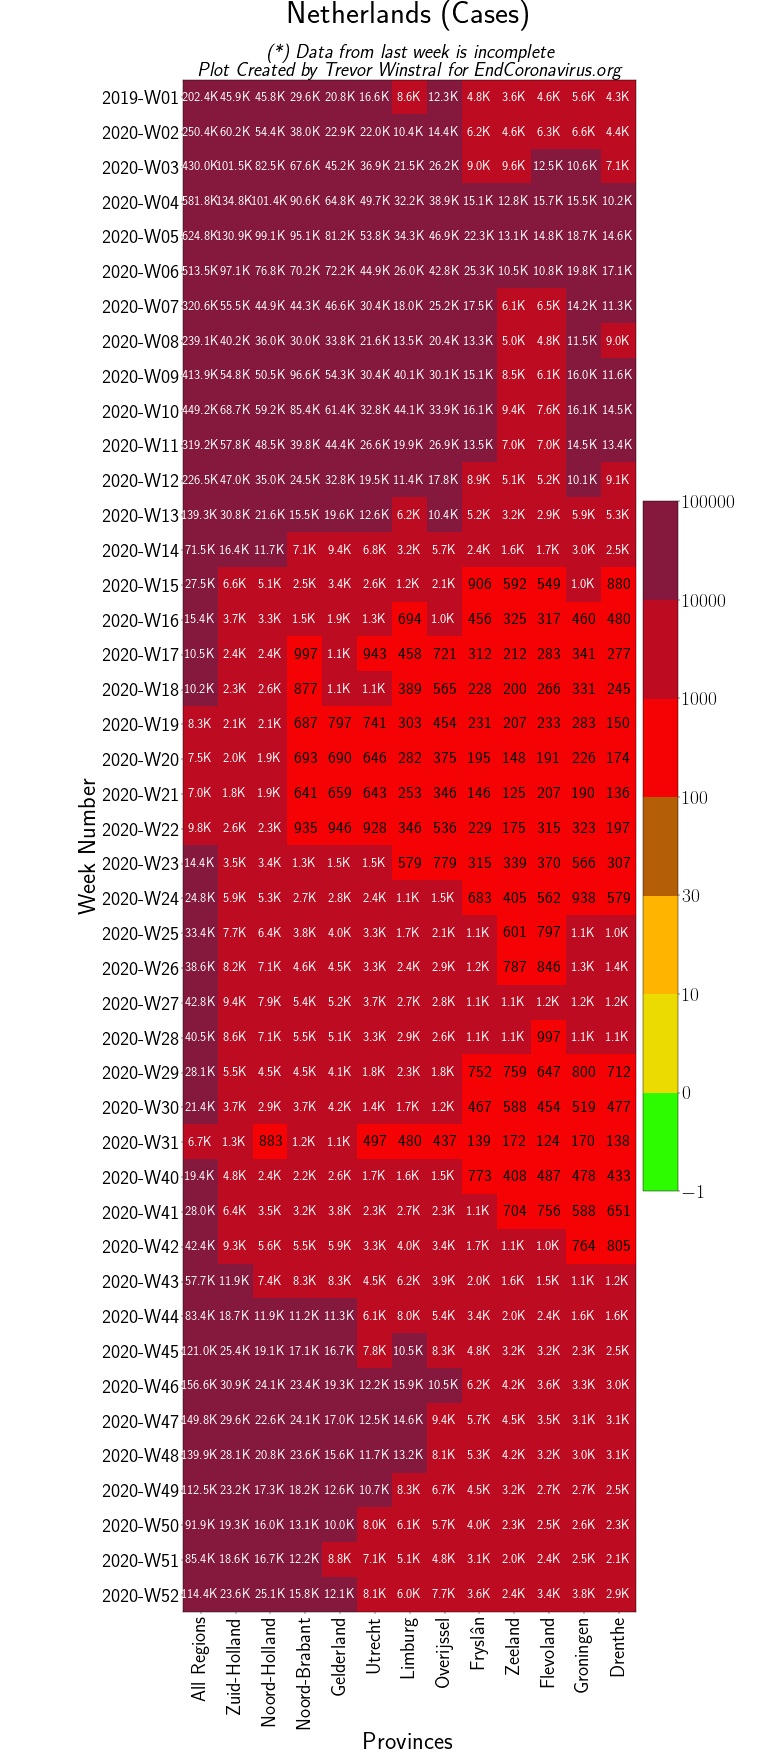 Netherlands (Cases)
(*) Data from last week is incomplete
Plot Created by Trevor Winstral for EndCoronavirus.org
2019-W01 202.4K 45.9K 45.8K 29.6K 20.8K 16.6K 8.6K 12.3K 4.8K 3.6K 4.6K 5.6K 4.3K
2020-W02 250.4K 60.2K 54.4K 38.0K 22.9K 22.0K 10.4K 14.4K 6.2K 4.6K 6.3K 6.6K 4.4K
2020-W03 430.0K 101.5K 82.5K 67.6K 45.2K 36.9K 21.5K 26.2K 9.0K 9.6K 12.5K 10.6K 7.1K
2020-W04 581.8K 134.8K 101.4K 90.6K 64.8K 49.7K 32.2K 38.9K 15.1K 12.8K 15.7K 15.5K 10.2K
2020-W05 624.8K 130.9K 99.1K 95.1K 81.2K 53.8K 34.3K 46.9K 22.3K 13.1K 14.8K 18.7K 14.6K
2020-W06 513.5K 97.1K 76.8K 70.2K 72.2K 44.9K 26.0K 42.8K 25.3K 10.5K 10.8K 19.8K 17.1K
2020-W07 320.6K 55.5K 44.9K 44.3K 46.6K 30.4K 18.0K 25.2K 17.5K 6.1K 6.5K 14.2K 11.3K
2020-W08 239.1K 40.2K 36.0K 30.0K 33.8K 21.6K 13.5K 20.4K 13.3K 5.0K 4.8K 11.5K 9.0K
2020-W09 413.9K 54.8K 50.5K 96.6K 54.3K 30.4K 40.1K 30.1K 15.1K 8.5K 6.1K 16.0K 11.6K
2020-W10 449.2K 68.7K 59.2K 85.4K 61.4K 32.8K 44.1K 33.9K 16.1K 9.4K 7.6K 16.1K 14.5K
2020-W11 319.2K 57.8K 48.5K 39.8K 44.4K 26.6K 19.9K 26.9K 13.5K 7.0K 7.0K 14.5K 13.4K
2020-W12 226.5K 47.0K 35.0K 24.5K 32.8K 19.5K 11.4K 17.8K 8.9K 5.1K 5.2K 10.1K 9.1K
2020-W13 139.3K 30.8K 21.6K 15.5K 19.6K 12.6K 6.2K 10.4K 5.2K 3.2K 2.9K 5.9K 5.3K
2020-W14 71.5K 16.4K 11.7K 7.1K 9.4K 6.8K 3.2K 5.7K 2.4K 1.6K 1.7K 3.0K 2.5K
2020-W15 27.5K 6.6K 5.1K 2.5K 3.4K 2.6K 1.2K 2.1K 906 592 549 1.0K 880
2020-W16 15.4K 3.7K 3.3K 1.5K 1.9K 1.3K 694 1.0K 456 325 317 460 480
2020-W17 10.5K 2.4K 2.4K 997 1.1K 943 458 721 312 212 283 341 277
2020-W18 10.2K 2.3K 2.6K 877 1.1K 1.1K 389 565 228 200 266 331 245
2020-W19 8.3K 2.1K 2.1K 687 797 741 303 454 231 207 233 283 150
2020-W20 7.5K 2.0K 1.9K 693 690 646 282 375 195 148 191 226 174
2020-W21 7.0K 1.8K 1.9K 641 659 643 253 346 146 125 207 190 136
2020-W22 9.8K 2.6K 2.3K 935 946 928 346 536 229 175 315 323 197
2020-W23 14.4K 3.5K 3.4K 1.3K 1.5K 1.5K 579 779 315 339 370 566 307
2020-W24 24.8K 5.9K 5.3K 2.7K 2.8K 2.4K 1.1K 1.5K 683 405 562 938 579
2020-W25 33.4K 7.7K 6.4K 3.8K 4.0K 3.3K 1.7K 2.1K 1.1K 601 797 1.1K 1.0K
2020-W26 38.6K 8.2K 7.1K 4.6K 4.5K 3.3K 2.4K 2.9K 1.2K 787 846 1.3K 1.4K
2020-W27 42.8K 9.4K 7.9K 5.4K 5.2K 3.7K 2.7K 2.8K 1.1K 1.1K 1.2K 1.2K 1.2K
2020-W28 40.5K 8.6K 7.1K 5.5K 5.1K 3.3K 2.9K 2.6K 1.1K 1.1K 997 1.1K 1.1K
2020-W29 28.1K 5.5K 4.5K 4.5K 4.1K 1.8K 2.3K 1.8K 752 759 647 800 712
2020-W30 21.4K 3.7K 2.9K 3.7K 4.2K 1.4K 1.7K 1.2K 467 588 454 519 477
2020-W31 6.7K 1.3K 883 1.2K 1.1K 497 480 437 139 172 124 170 138
2020-W40 19.4K 4.8K 2.4K 2.2K 2.6K 1.7K 1.6K 1.5K 773 408 487 478 433
2020-W41 28.0K 6.4K 3.5K 3.2K 3.8K 2.3K 2.7K 2.3K 1.1K 704 756 588 651
2020-W42 42.4K 9.3K 5.6K 5.5K 5.9K 3.3K 4.0K 3.4K 1.7K 1.1K 1.0K 764 805
2020-W43 57.7K 11.9K 7.4K 8.3K 8.3K 4.5K 6.2K 3.9K 2.0K 1.6K 1.5K 1.1K 1.2K
2020-W44 83.4K 18.7K 11.9K 11.2K 11.3K 6.1K 8.0K 5.4K 3.4K 2.0K 2.4K 1.6K 1.6K
2020-W45 121.0K 25.4K 19.1K 17.1K 16.7K 7.8K 10.5K 8.3K 4.8K 3.2K 3.2K 2.3K 2.5K
2020-W46 156.6K 30.9K 24.1K 23.4K 19.3K 12.2K 15.9K 10.5K 6.2K 4.2K 3.6K 3.3K 3.0K
2020-W47 149.8K 29.6K 22.6K 24.1K 17.0K 12.5K 14.6K 9.4K 5.7K 4.5K 3.5K 3.1K 3.1K
2020-W48 139.9K 28.1K 20.8K 23.6K 15.6K 11.7K 13.2K 8.1K 5.3K 4.2K 3.2K 3.0K 3.1K
2020-W49 112.5K 23.2K 17.3K 18.2K 12.6K 10.7K 8.3K 6.7K 4.5K 3.2K 2.7K 2.7K 2.5K
2020-W50 91.9K 19.3K 16.0K 13.1K 10.0K 8.0K 6.1K 5.7K 4.0K 2.3K 2.5K 2.6K 2.3K
2020-W51 85.4K 18.6K 16.7K 12.2K 8.8K 7.1K 5.1K 4.8K 3.1K 2.0K 2.4K 2.5K 2.1K
2020-W52 114.4K 23.6K 25.1K 15.8K 12.1K 8.1K 6.0K 7.7K 3.6K 2.4K 3.4K 3.8K 2.9K
Week Number
All Regions
Zuid-Holland
Noord-Holland
Noord-Brabant
Gelderland
Utrecht
Limburg
Overijssel
Fryslân
Zeeland
Flevoland
Groningen
Drenthe
Provinces
100000
10000
1000
100
30
10
0
−1